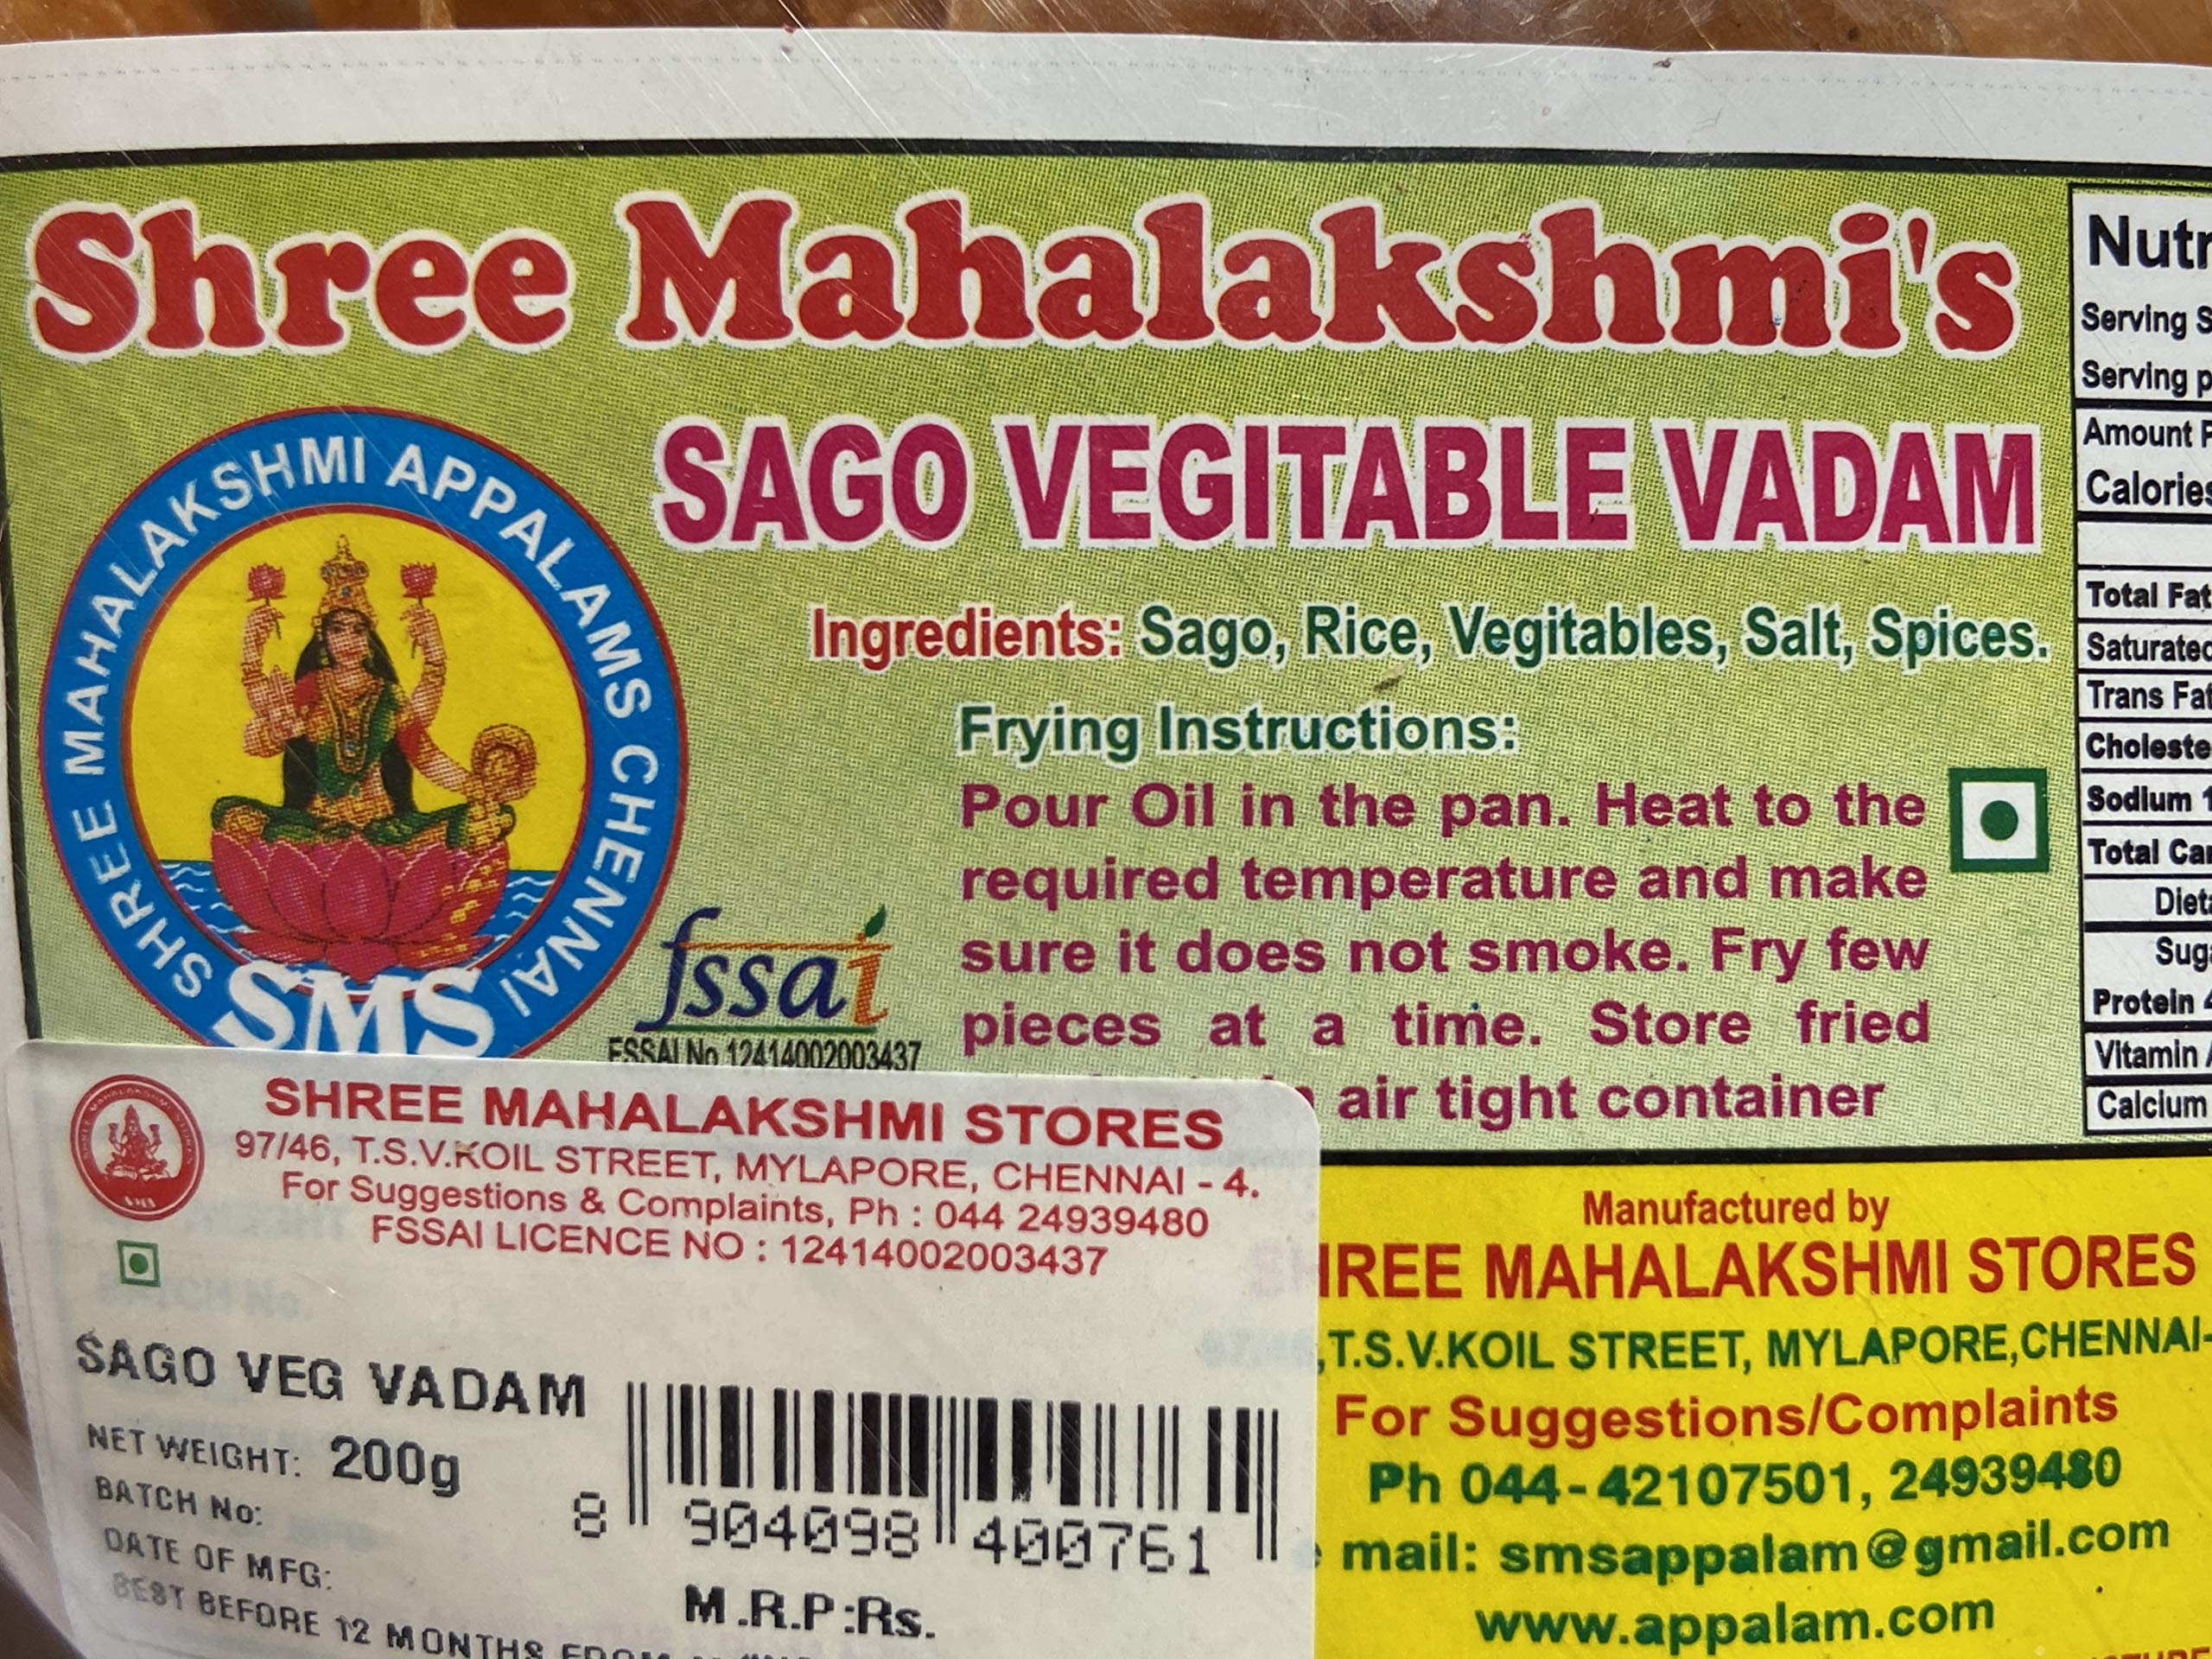 Shree Mahalakshmi's
SAGO VEGITABLE VADAM
SHREE MAHALAKSHMI APPALAMS CHENNAI
SMS
Ingredients: Sago, Rice, Vegitables, Salt, Spices.
Frying Instructions:
Pour Oil in the pan. Heat to the
required temperature and make
sure it does not smoke. Fry few
pieces at a time. Store fried
air tight container
fssai
FSSAI No 12414002003437
Nutr
Serving S
Serving p
Amount P
Calories
Total Fat
Saturated
Trans Fat
Choleste
Sodium 1
Total Car
Dieta
Suga
Protein 4
Vitamin A
Calcium
SHREE MAHALAKSHMI STORES
97/46, T.S.V.KOIL STREET, MYLAPORE, CHENNAI - 4.
For Suggestions & Complaints, Ph : 044 24939480
FSSAI LICENCE NO : 12414002003437
SAGO VEG VADAM
NET WEIGHT: 200g
BATCH No:
DATE OF MFG:
BEST BEFORE 12 MONTHS FROM
8 904098 400761
M.R.P:Rs.
Manufactured by
SHREE MAHALAKSHMI STORES
,T.S.V.KOIL STREET, MYLAPORE,CHENNAI-
For Suggestions/Complaints
Ph 044-42107501, 24939480
e mail: smsappalam@gmail.com
www.appalam.com